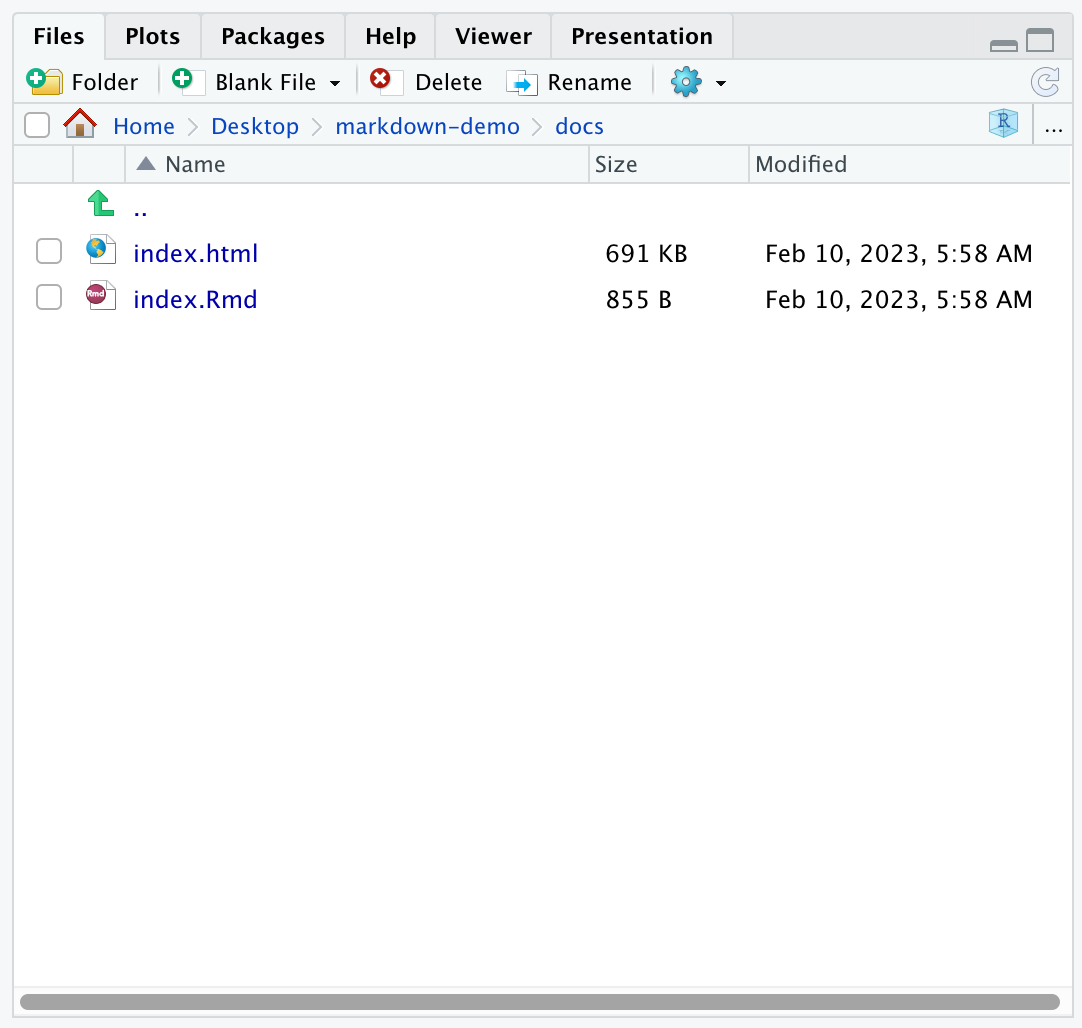 Files Plots Packages Help Viewer Presentation
Folder Blank File Delete Rename
Home Desktop markdown-demo docs R ...
Name Size Modified
..
index.html 691 KB Feb 10, 2023, 5:58 AM
Rmd index.Rmd 855 B Feb 10, 2023, 5:58 AM